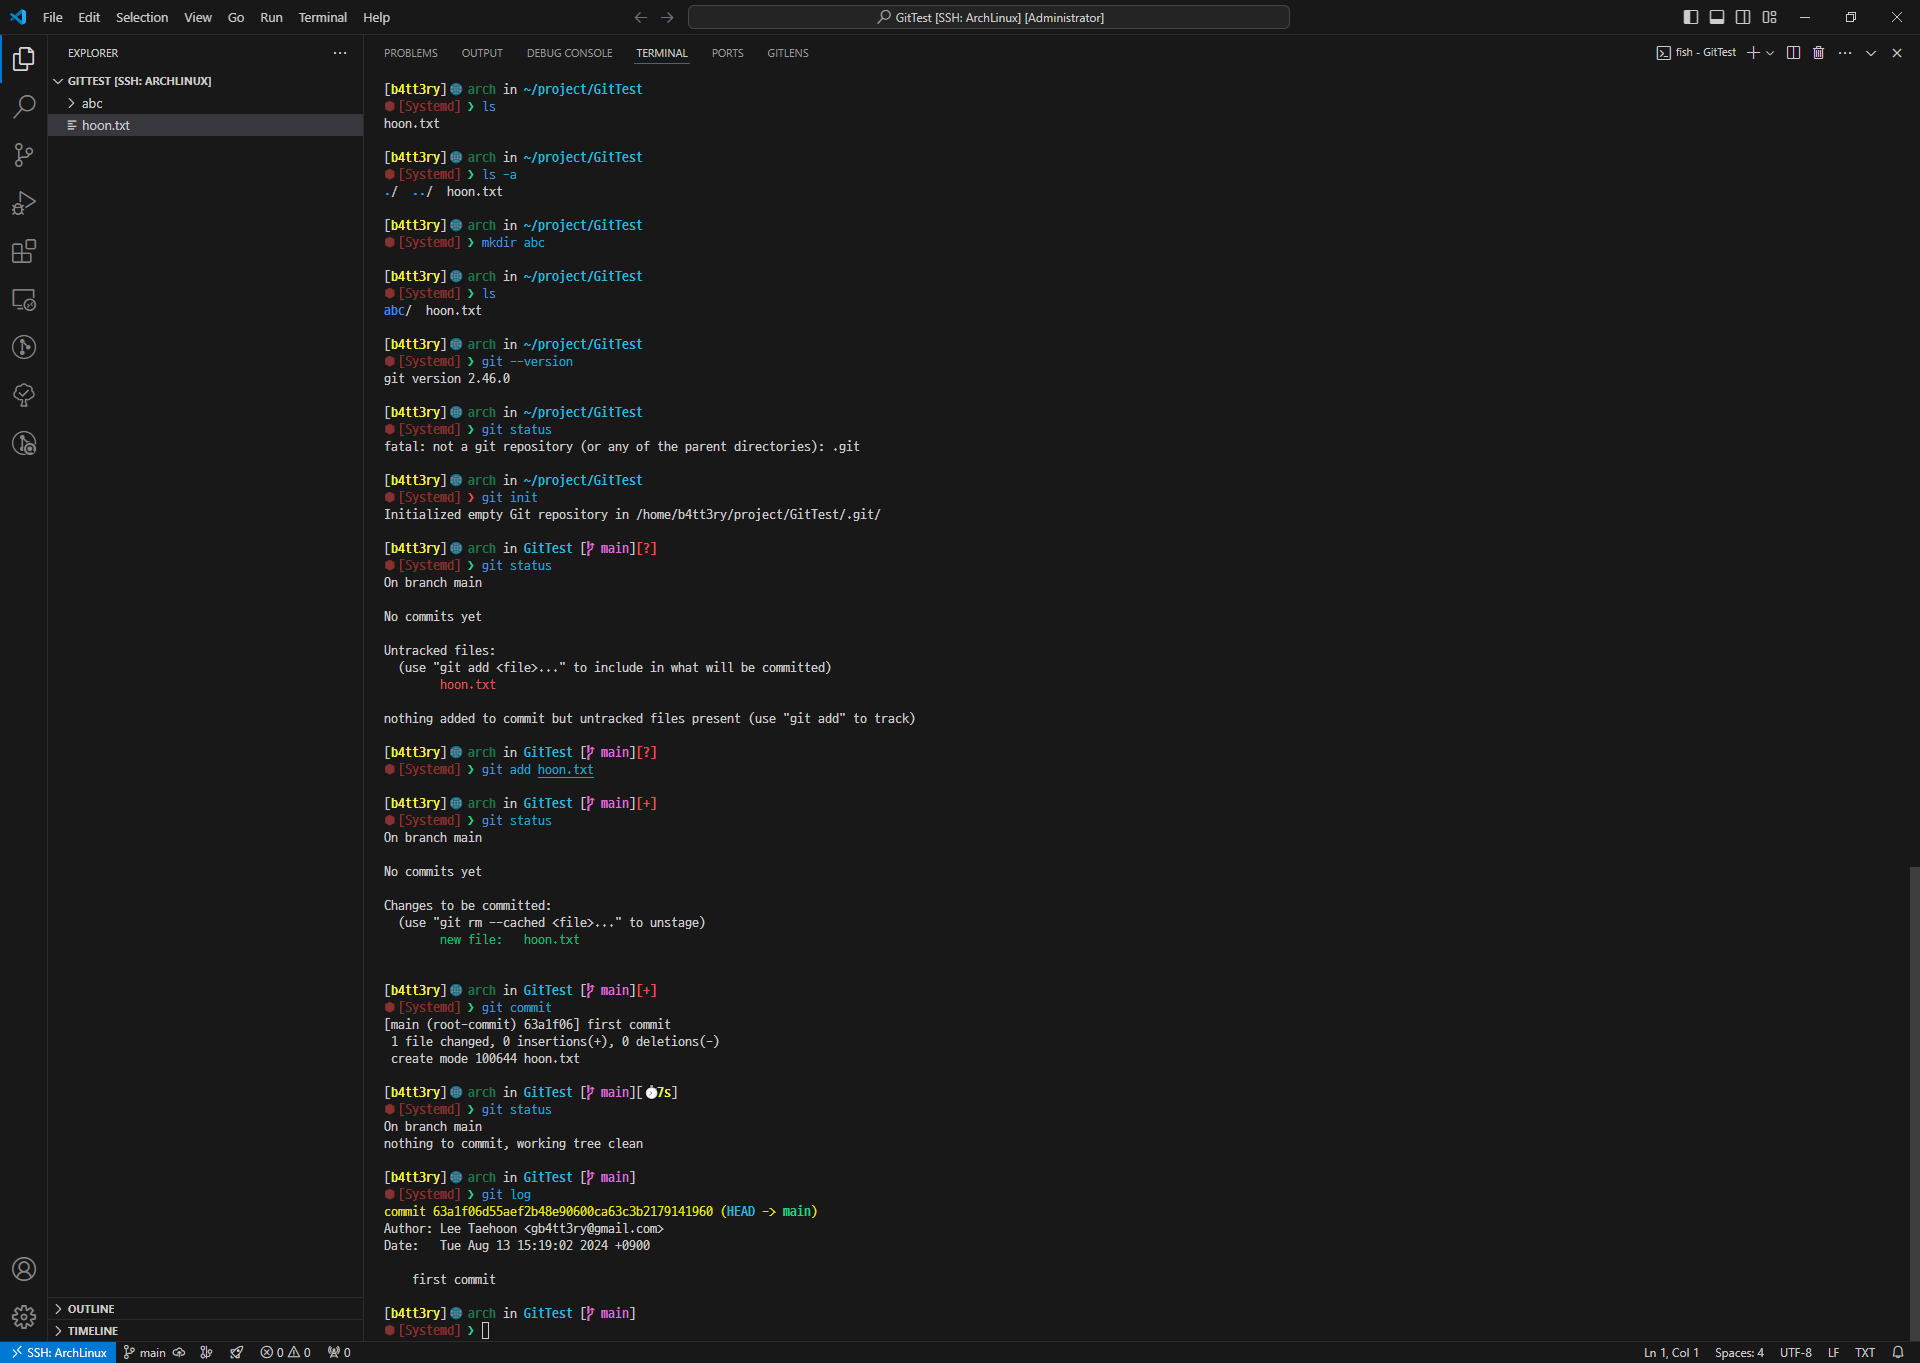 File Edit Selection View Go Run Terminal Help
GitTest [SSH: ArchLinux] [Administrator]
EXPLORER
GITTEST [SSH: ARCHLINUX]
abc
hoon.txt
OUTLINE
TIMELINE
PROBLEMS OUTPUT DEBUG CONSOLE TERMINAL PORTS GITLENS
fish - GitTest
[b4tt3ry] arch in ~/project/GitTest
[Systemd] ❯ ls
hoon.txt
[b4tt3ry] arch in ~/project/GitTest
[Systemd] ❯ ls -a
./ ../ hoon.txt
[b4tt3ry] arch in ~/project/GitTest
[Systemd] ❯ mkdir abc
[b4tt3ry] arch in ~/project/GitTest
[Systemd] ❯ ls
abc/ hoon.txt
[b4tt3ry] arch in ~/project/GitTest
[Systemd] ❯ git --version
git version 2.46.0
[b4tt3ry] arch in ~/project/GitTest
[Systemd] ❯ git status
fatal: not a git repository (or any of the parent directories): .git
[b4tt3ry] arch in ~/project/GitTest
[Systemd] ❯ git init
Initialized empty Git repository in /home/b4tt3ry/project/GitTest/.git/
[b4tt3ry] arch in GitTest [ main][?]
[Systemd] ❯ git status
On branch main
No commits yet
Untracked files:
(use "git add <file>..." to include in what will be committed)
hoon.txt
nothing added to commit but untracked files present (use "git add" to track)
[b4tt3ry] arch in GitTest [ main][?]
[Systemd] ❯ git add hoon.txt
[b4tt3ry] arch in GitTest [ main][+]
[Systemd] ❯ git status
On branch main
No commits yet
Changes to be committed:
(use "git rm --cached <file>..." to unstage)
new file: hoon.txt
[b4tt3ry] arch in GitTest [ main][+]
[Systemd] ❯ git commit
[main (root-commit) 63a1f06] first commit
1 file changed, 0 insertions(+), 0 deletions(-)
create mode 100644 hoon.txt
[b4tt3ry] arch in GitTest [ main][ 7s]
[Systemd] ❯ git status
On branch main
nothing to commit, working tree clean
[b4tt3ry] arch in GitTest [ main]
[Systemd] ❯ git log
commit 63a1f06d55aef2b48e90600ca63c3b2179141960 (HEAD -> main)
Author: Lee Taehoon <gb4tt3ry@gmail.com>
Date: Tue Aug 13 15:19:02 2024 +0900
first commit
[b4tt3ry] arch in GitTest [ main]
[Systemd] ❯
SSH: ArchLinux main 0 0 0 Ln 1, Col 1 Spaces: 4 UTF-8 LF TXT